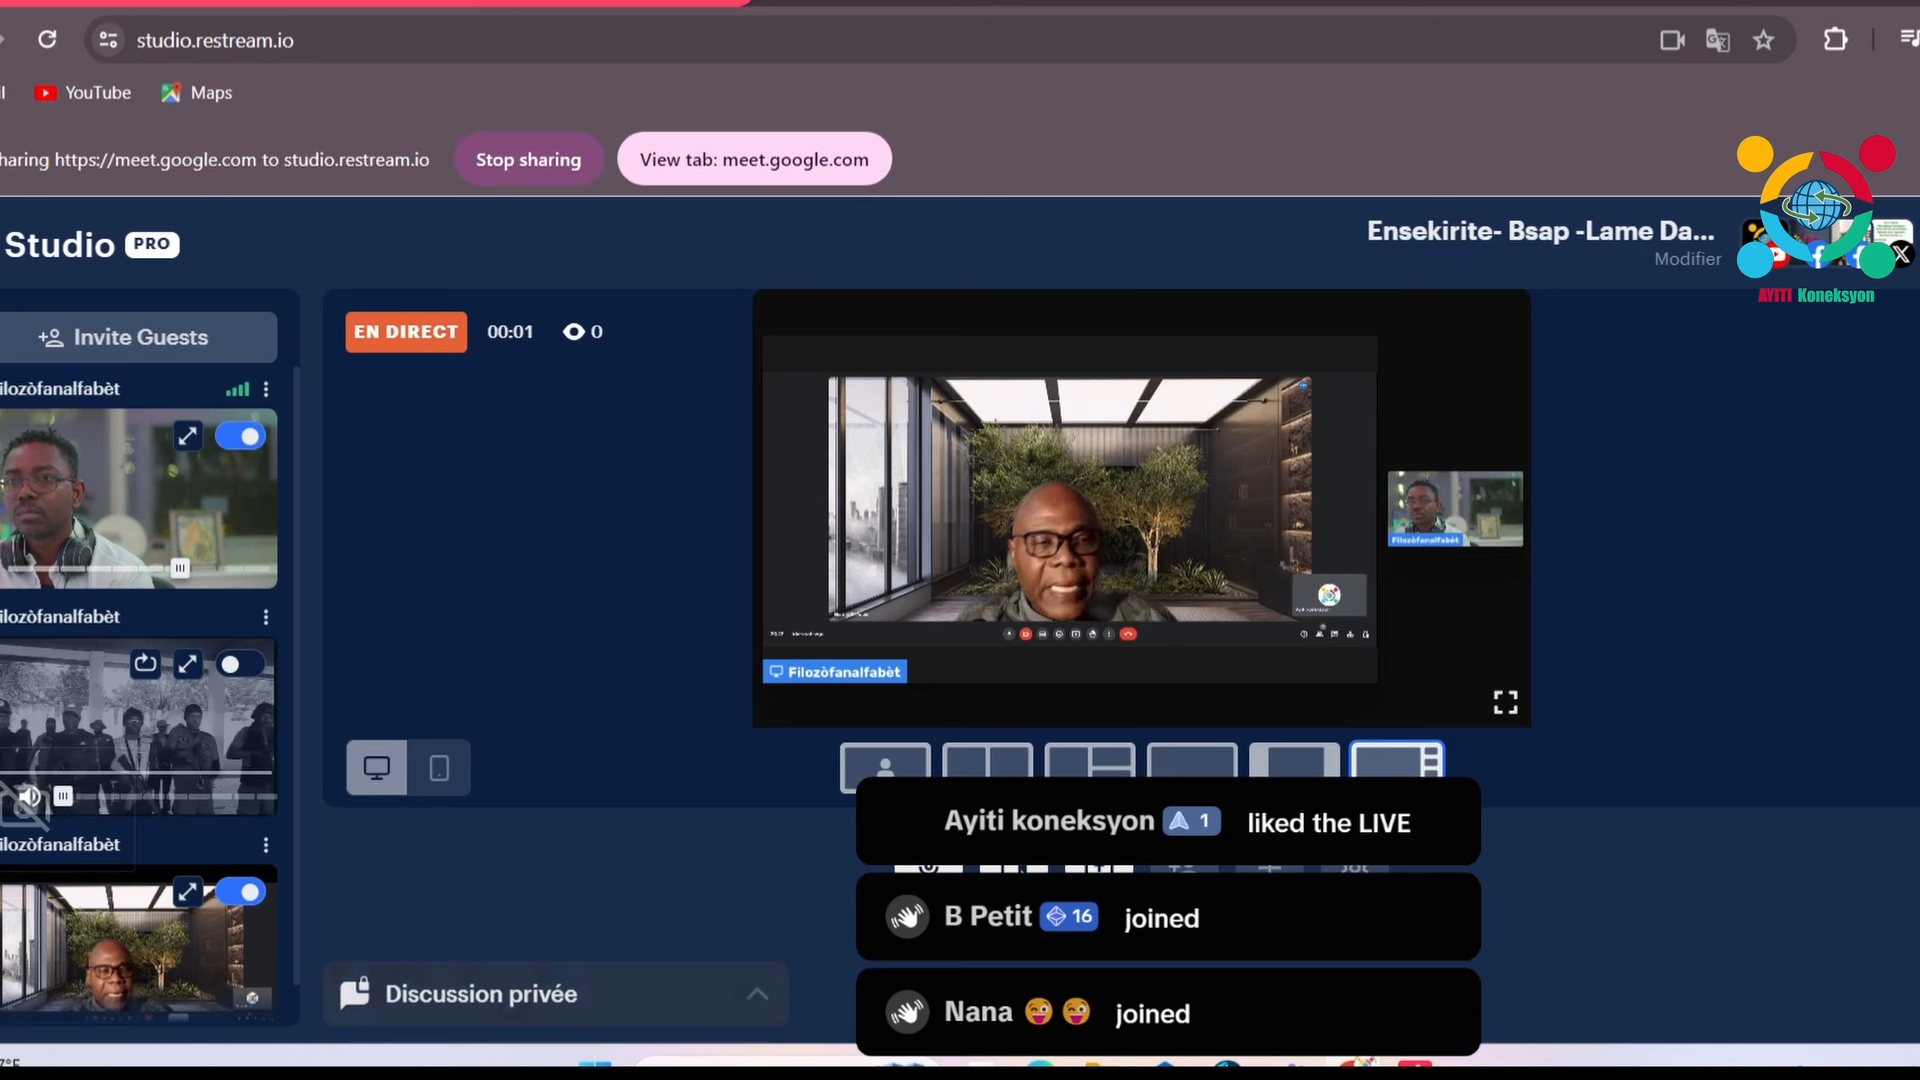 studio.restream.io
YouTube
Maps
haring https://meet.google.com to studio.restream.io
Stop sharing
View tab: meet.google.com
Studio PRO
Ensekirite- Bsap -Lame Da...
Modifier
AYITI Koneksyon
Invite Guests
EN DIRECT
00:01
0
ilozòfanalfabèt
Filozòfanalfabèt
ilozòfanalfabèt
Filozòfanalfabèt
ilozòfanalfabèt
Ayiti koneksyon 1 liked the LIVE
B Petit 16 joined
Nana 😜 😜 joined
Discussion privée
7°F